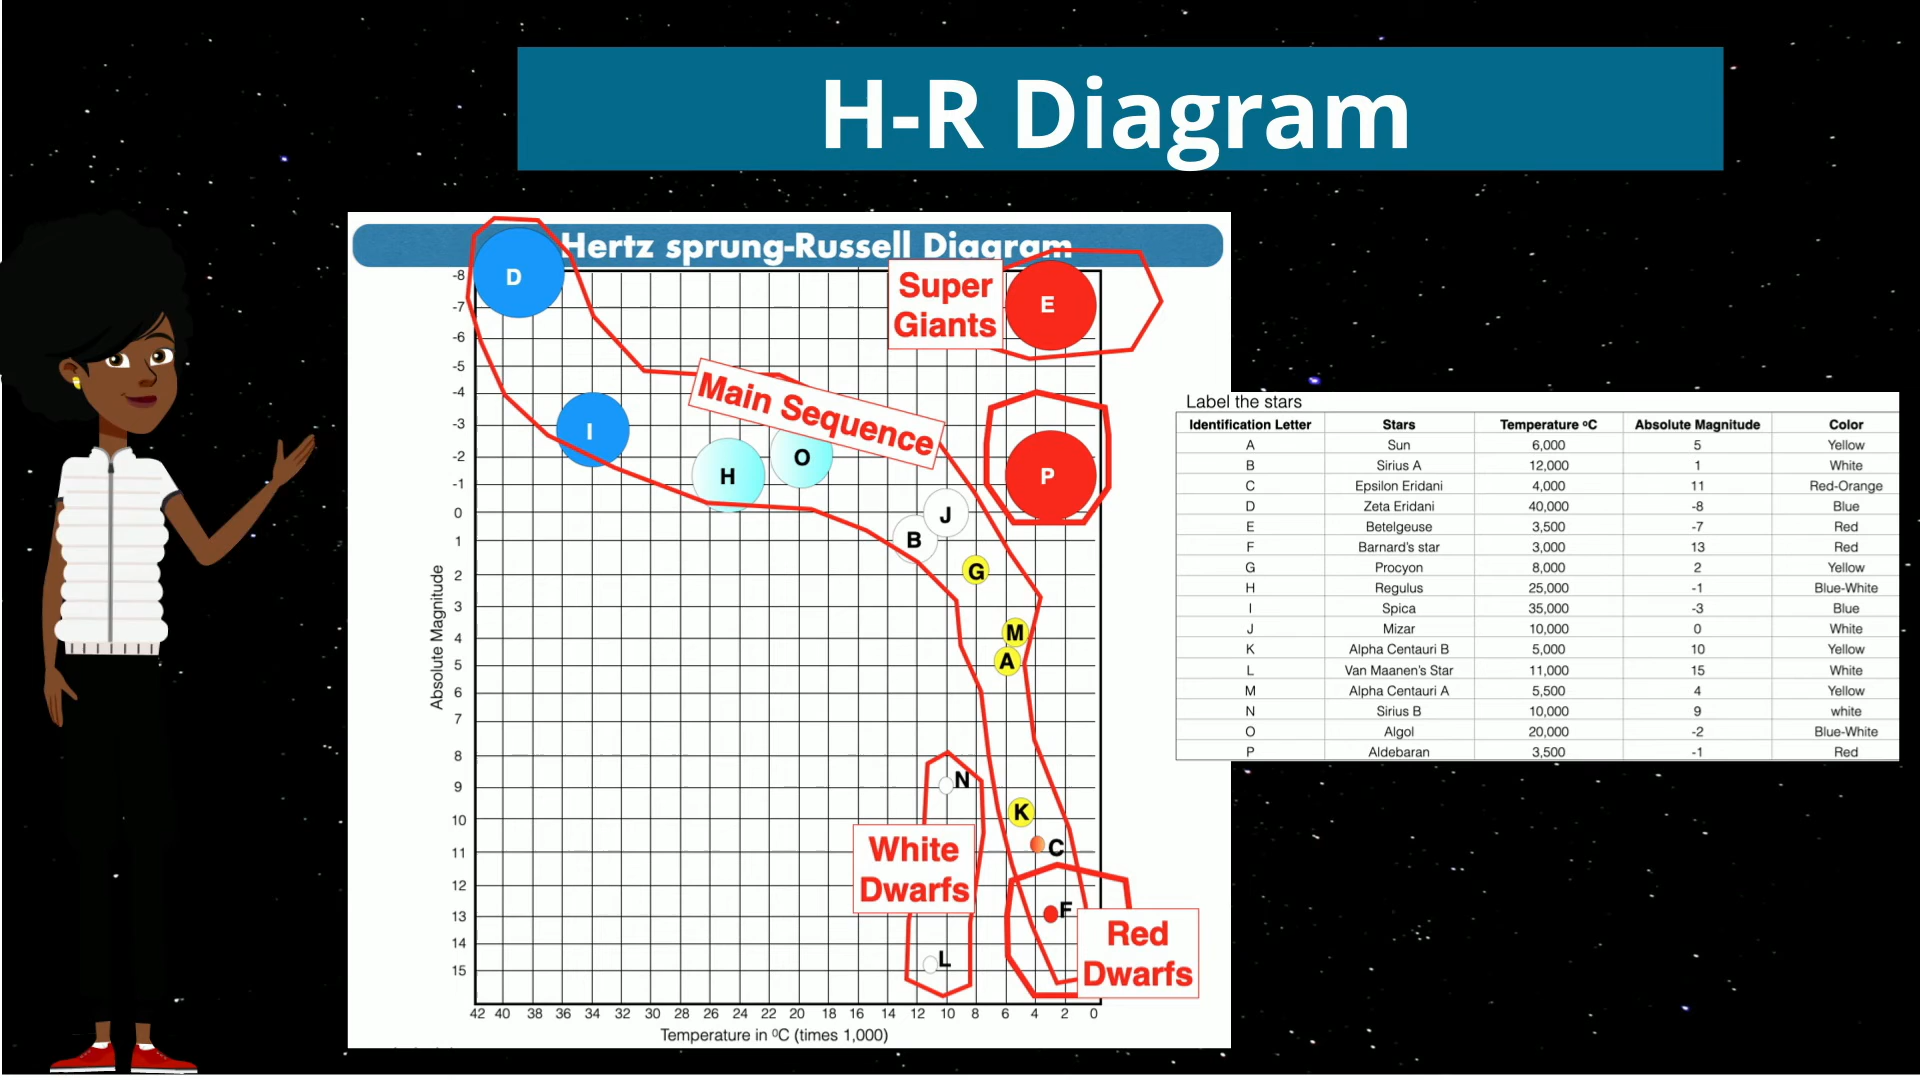 H-R Diagram
Hertz sprung-Russell Diagram
Super
Giants
Main Sequence
White
Dwarfs
Red
Dwarfs
D
E
I
H
O
P
J
B
G
M
A
N
K
C
F
L
Absolute Magnitude
-8
-7
-6
-5
-4
-3
-2
-1
0
1
2
3
4
5
6
7
8
9
10
11
12
13
14
15
42 40 38 36 34 32 30 28 26 24 22 20 18 16 14 12 10 8 6 4 2 0
Temperature in ºC (times 1,000)
Label the stars
Identification Letter Stars Temperature ºC Absolute Magnitude Color
A Sun 6,000 5 Yellow
B Sirius A 12,000 1 White
C Epsilon Eridani 4,000 11 Red-Orange
D Zeta Eridani 40,000 -8 Blue
E Betelgeuse 3,500 -7 Red
F Barnard's star 3,000 13 Red
G Procyon 8,000 2 Yellow
H Regulus 25,000 -1 Blue-White
I Spica 35,000 -3 Blue
J Mizar 10,000 0 White
K Alpha Centauri B 5,000 10 Yellow
L Van Maanen's Star 11,000 15 White
M Alpha Centauri A 5,500 4 Yellow
N Sirius B 10,000 9 white
O Algol 20,000 -2 Blue-White
P Aldebaran 3,500 -1 Red